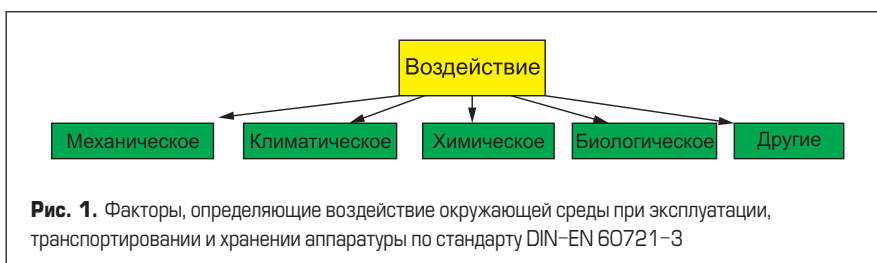 Воздействие
Механическое Климатическое Химическое Биологическое Другие
Рис. 1. Факторы, определяющие воздействие окружающей среды при эксплуатации,
транспортировании и хранении аппаратуры по стандарту DIN-EN 60721-3